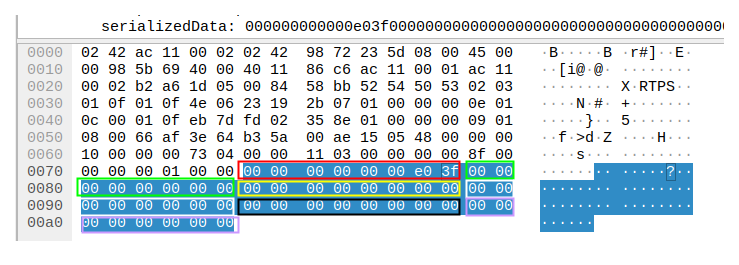 serializedData: 000000000000e03f0000000000000000000000000000000000000
0000 02 42 ac 11 00 02 02 42 98 72 23 5d 08 00 45 00 ·B·····B ·r#]··E·
0010 00 98 5b 69 40 00 40 11 86 c6 ac 11 00 01 ac 11 ··[i@·@· ········
0020 00 02 b2 a6 1d 05 00 84 58 bb 52 54 50 53 02 03 ········ X·RTPS··
0030 01 0f 01 0f 4e 06 23 19 2b 07 01 00 00 00 0e 01 ····N·#· +·······
0040 0c 00 01 0f eb 7d fd 02 35 8e 01 00 00 00 09 01 ·····}·· 5·······
0050 08 00 66 af 3e 64 b3 5a 00 ae 15 05 48 00 00 00 ··f·>d·Z ····H···
0060 10 00 00 00 73 04 00 00 11 03 00 00 00 00 8f 00 ····s··· ········
0070 00 00 00 01 00 00 00 00 00 00 00 00 e0 3f 00 00 ········ ·····?··
0080 00 00 00 00 00 00 00 00 00 00 00 00 00 00 00 00 ········ ········
0090 00 00 00 00 00 00 00 00 00 00 00 00 00 00 00 00 ········ ········
00a0 00 00 00 00 00 00 ······